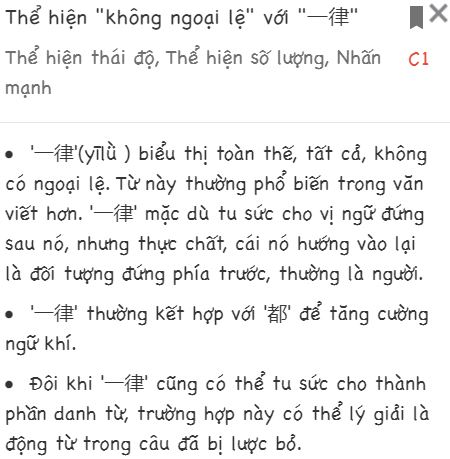 Thể hiện "không ngoại lệ" với "一律"
Thể hiện thái độ, Thể hiện số lượng, Nhấn mạnh C1
• '一律'(yīlǜ ) biểu thị toàn thế, tất cả, không
có ngoại lệ. Từ này thường phổ biến trong văn
viết hơn. '一律' mặc dù tu sức cho vị ngữ đứng
sau nó, nhưng thực chất, cái nó hướng vào lại
là đối tượng đứng phía trước, thường là người.
• '一律' thường kết hợp với '都' để tăng cường
ngữ khí.
• Đôi khi '一律' cũng có thể tu sức cho thành
phần danh từ, trường hợp này có thể lý giải là
động từ trong câu đã bị lược bỏ.